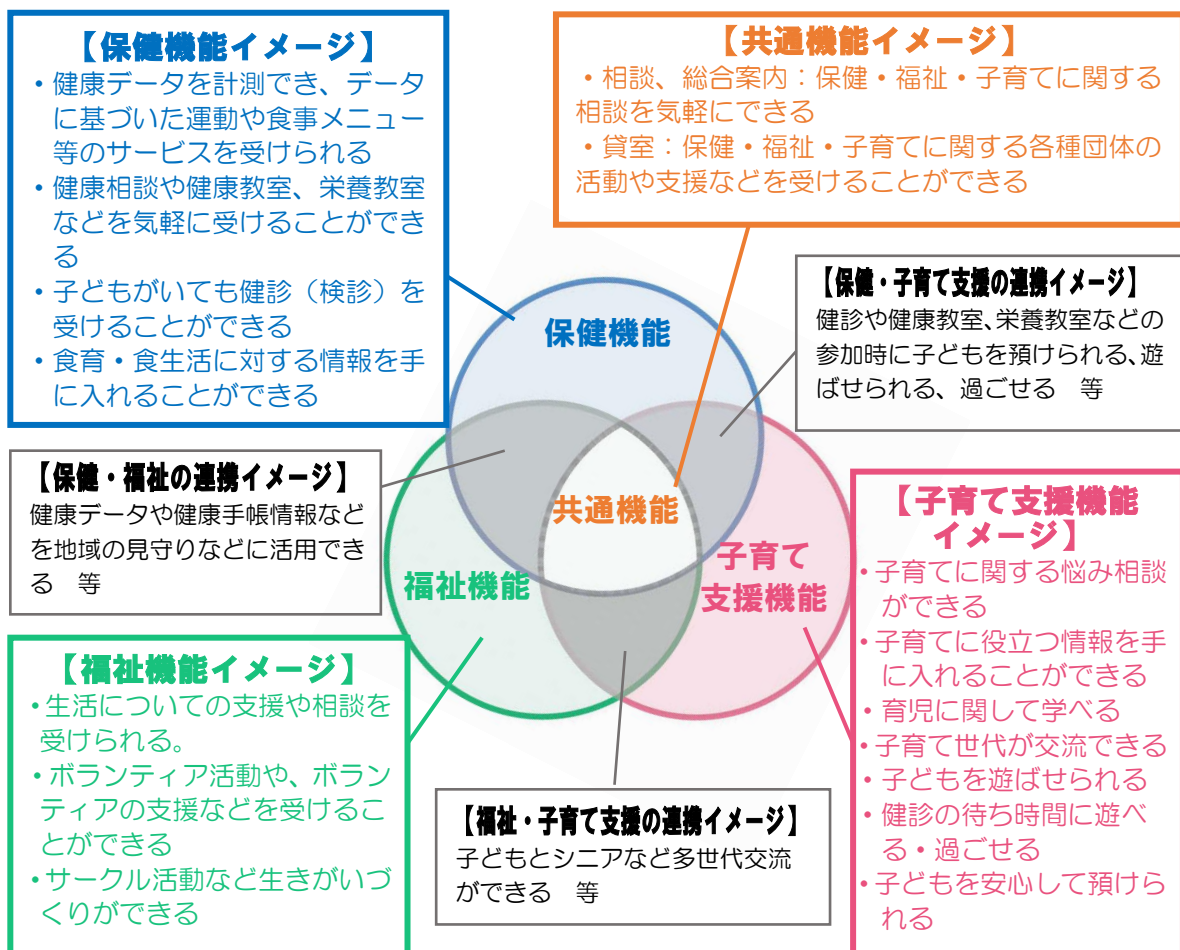 【保健機能イメージ】
・健康データを計測でき、データ
に基づいた運動や食事メニュー
等のサービスを受けられる
・健康相談や健康教室、栄養教室
などを気軽に受けることができ
る
・子どもがいても健診（検診）を
受けることができる
・食育・食生活に対する情報を手
に入れることができる
【共通機能イメージ】
・相談、総合案内：保健・福祉・子育てに関する
相談を気軽にできる
・貸室：保健・福祉・子育てに関する各種団体の
活動や支援などを受けることができる
【保健・子育て支援の連携イメージ】
健診や健康教室、栄養教室などの
参加時に子どもを預けられる、遊
ばせられる、過ごせる　等
保健機能
共通機能
福祉機能
子育て
支援機能
【保健・福祉の連携イメージ】
健康データや健康手帳情報など
を地域の見守りなどに活用でき
る　等
【子育て支援機能
イメージ】
・子育てに関する悩み相談
ができる
・子育てに役立つ情報を手
に入れることができる
・育児に関して学べる
・子育て世代が交流できる
・子どもを遊ばせられる
・健診の待ち時間に遊べ
る・過ごせる
・子どもを安心して預けら
れる
【福祉機能イメージ】
・生活についての支援や相談を
受けられる。
・ボランティア活動や、ボラン
ティアの支援などを受けるこ
とができる
・サークル活動など生きがいづ
くりができる
【福祉・子育て支援の連携イメージ】
子どもとシニアなど多世代交流
ができる　等